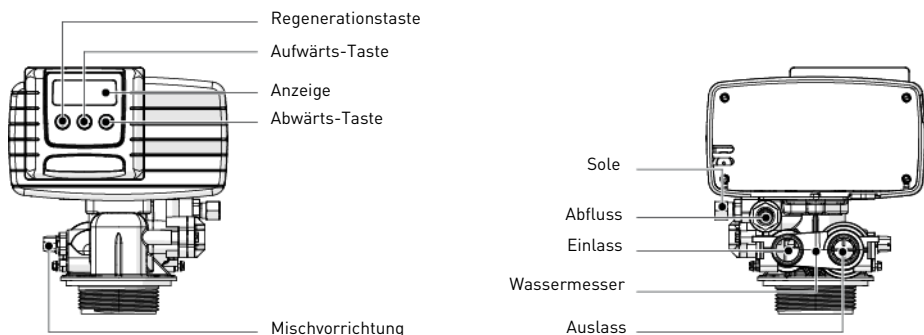 Regenerationstaste
Aufwärts-Taste
Anzeige
Abwärts-Taste
Mischvorrichtung
Sole
Abfluss
Einlass
Wassermesser
Auslass